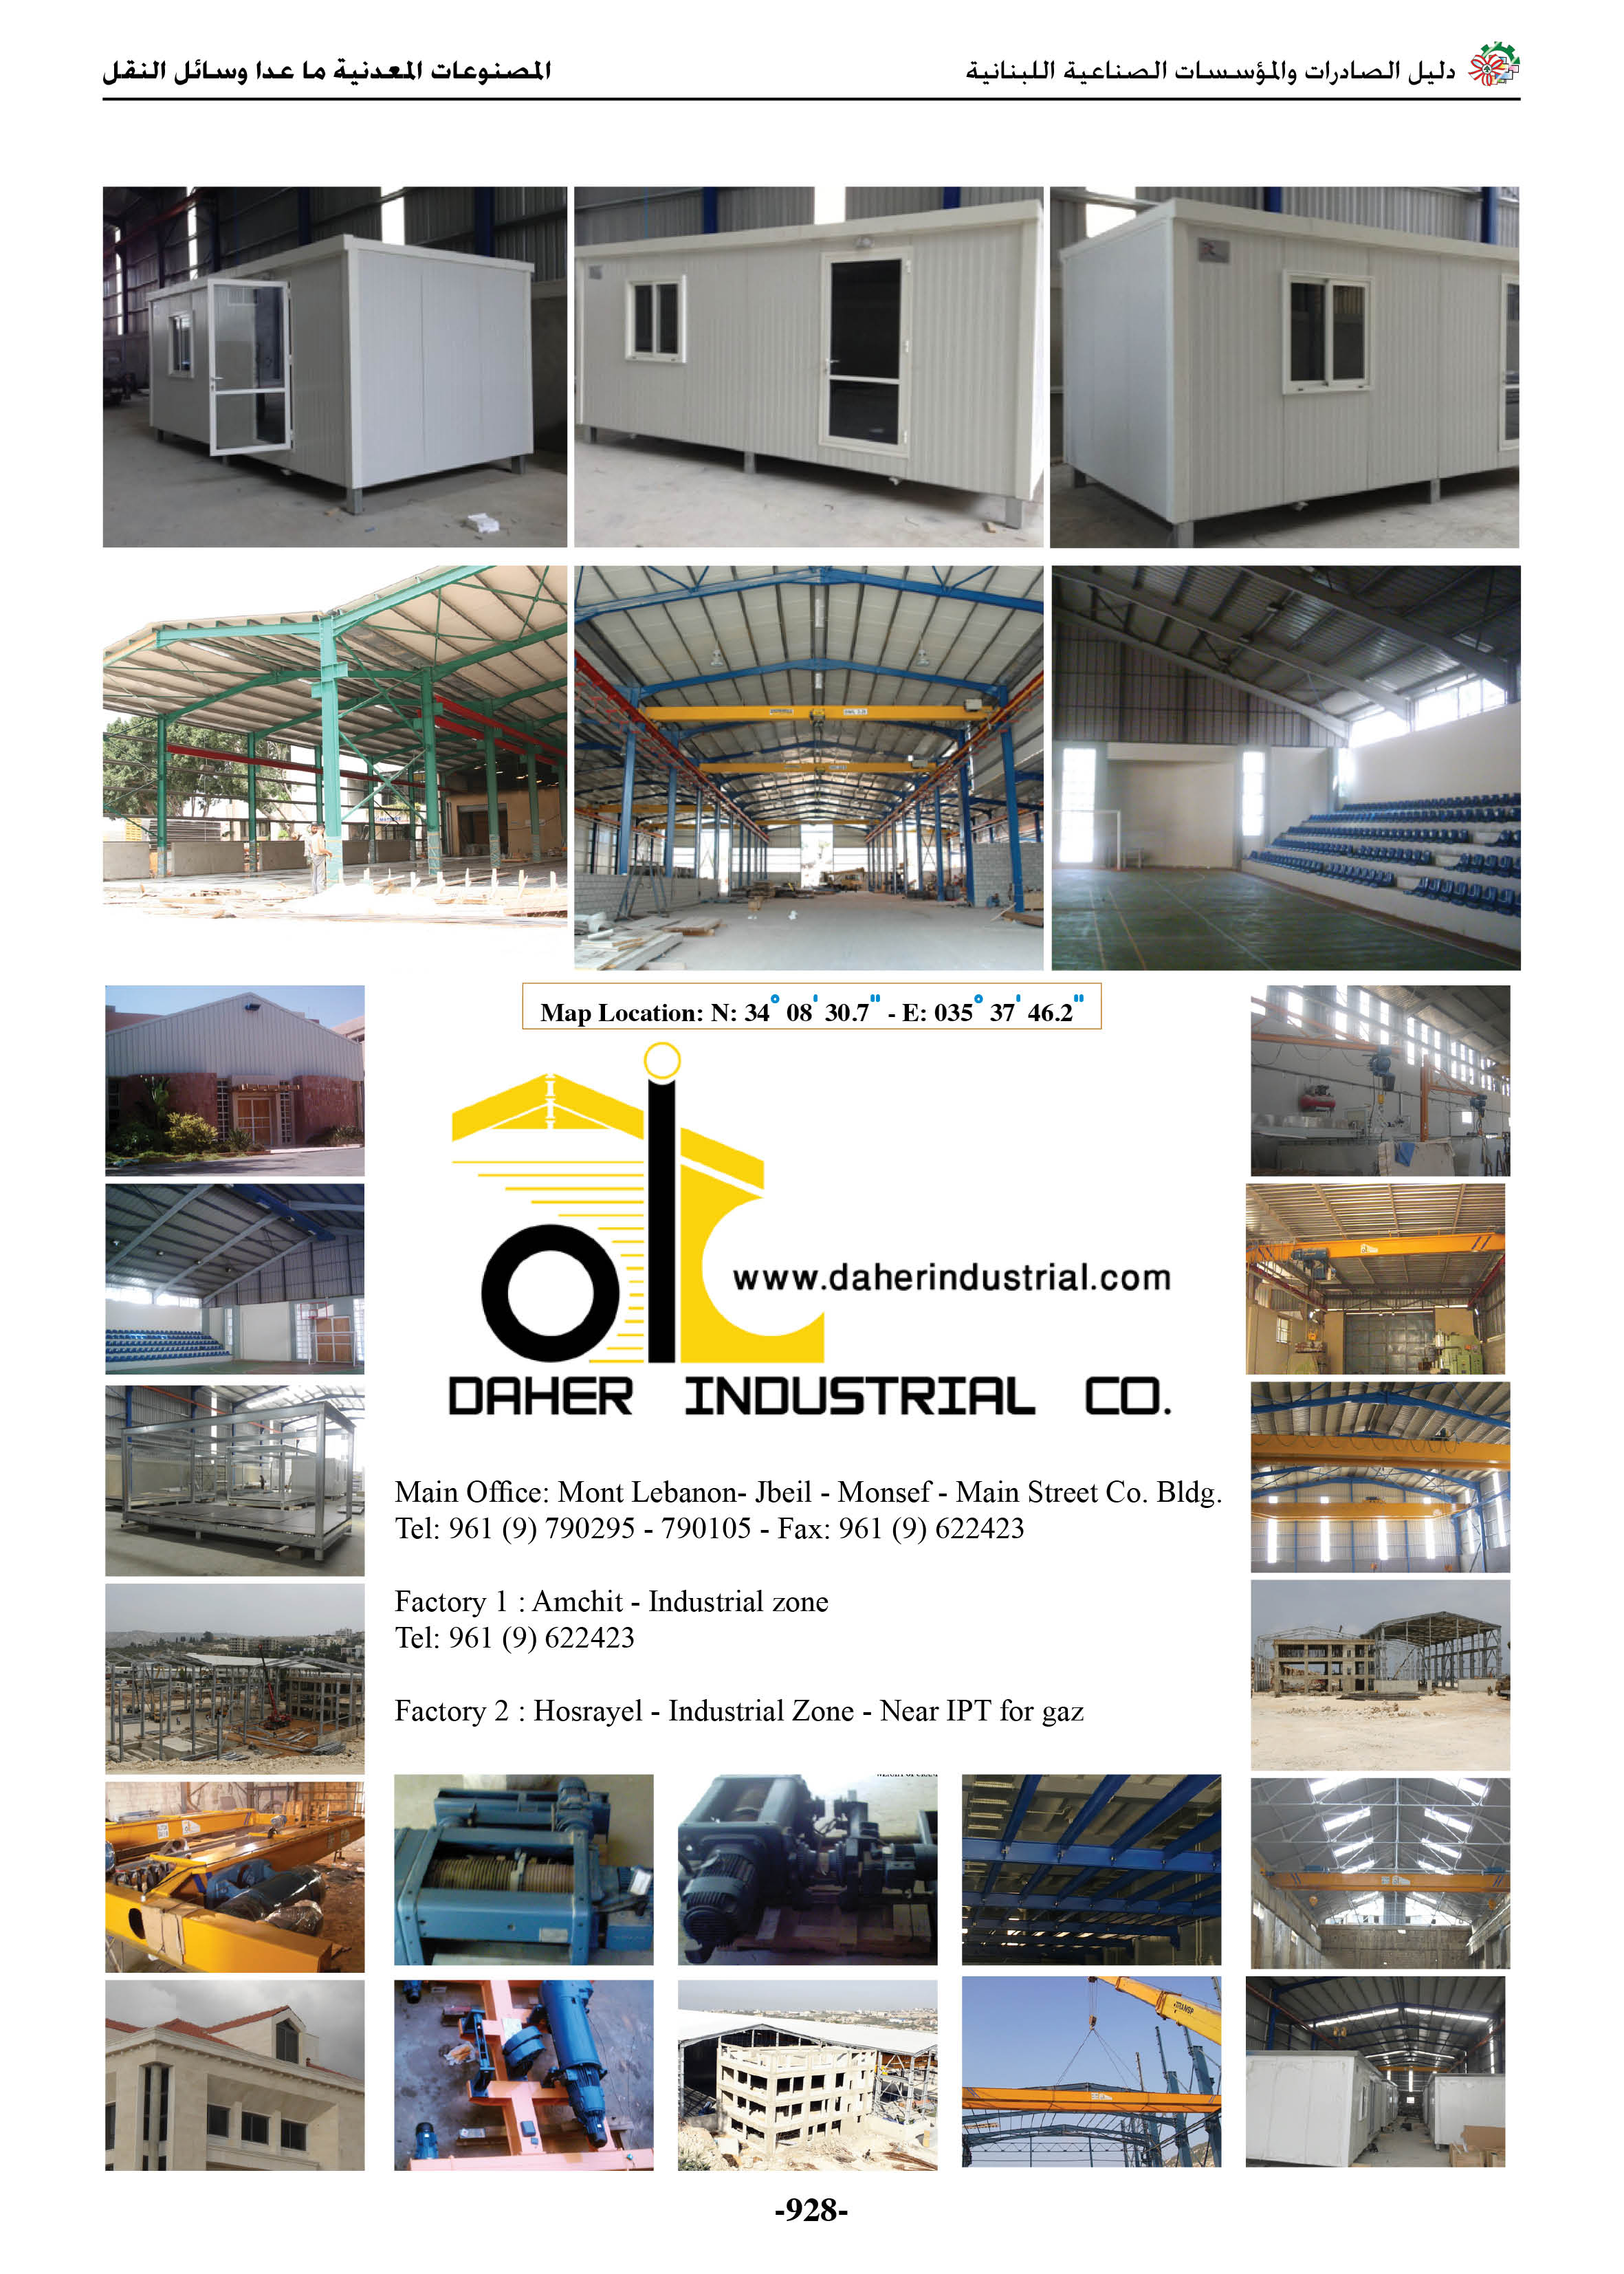 دليل الصادرات والمؤسسات الصناعية اللبنانية
المصنوعات المعدنية ما عدا وسائل النقل
Map Location: N: 34° 08' 30.7" - E: 035° 37' 46.2"
www.daherindustrial.com
DAHER INDUSTRIAL CO.
Main Office: Mont Lebanon- Jbeil - Monsef - Main Street Co. Bldg.
Tel: 961 (9) 790295 - 790105 - Fax: 961 (9) 622423
Factory 1 : Amchit - Industrial zone
Tel: 961 (9) 622423
Factory 2 : Hosrayel - Industrial Zone - Near IPT for gaz
-928-